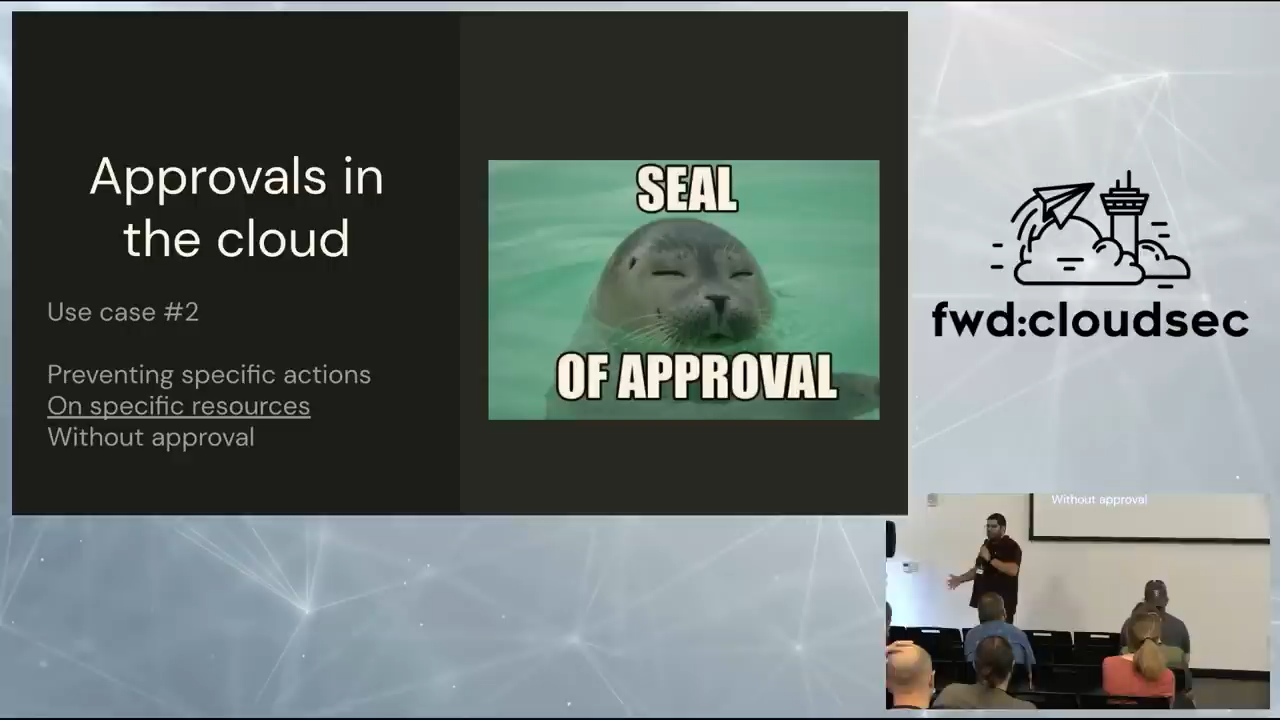 Approvals in
the cloud
Use case #2
Preventing specific actions
On specific resources
Without approval
SEAL
OF APPROVAL
fwd:cloudsec
Without approval